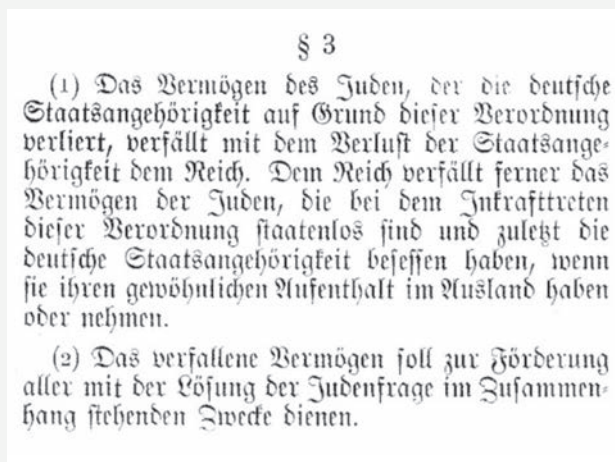 § 3
(1) Das Vermögen des Juden, der die deutsche
Staatsangehörigkeit auf Grund dieser Verordnung
verliert, verfällt mit dem Verlust der Staatsange-
hörigkeit dem Reich. Dem Reich verfällt ferner das
Vermögen der Juden, die bei dem Inkrafttreten
dieser Verordnung staatenlos sind und zuletzt die
deutsche Staatsangehörigkeit besessen haben, wenn
sie ihren gewöhnlichen Aufenthalt im Ausland haben
oder nehmen.
(2) Das verfallene Vermögen soll zur Förderung
aller mit der Lösung der Judenfrage im Zusammen-
hang stehenden Zwecke dienen.